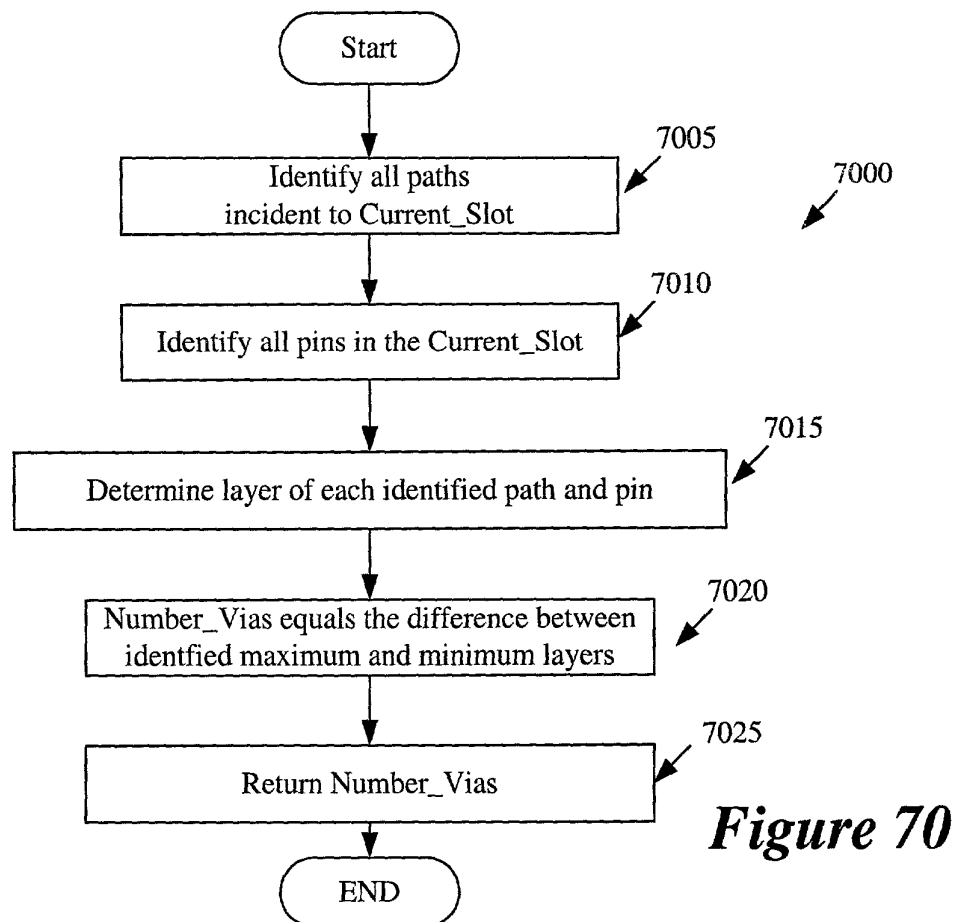 Start
7005
Identify all paths
incident to Current_Slot
7000
7010
Identify all pins in the Current_Slot
7015
Determine layer of each identified path and pin
7020
Number_Vias equals the difference between
identfied maximum and minimum layers
7025
Return Number_Vias
Figure 70
END